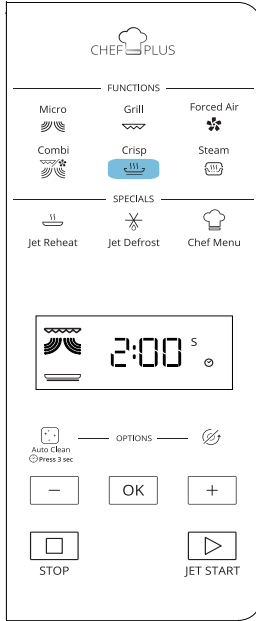 CHEF PLUS
FUNCTIONS
Micro Grill Forced Air
Combi Crisp Steam
SPECIALS
Jet Reheat Jet Defrost Chef Menu
2:00 S
OPTIONS
Auto Clean
Press 3 sec
− OK +
STOP JET START